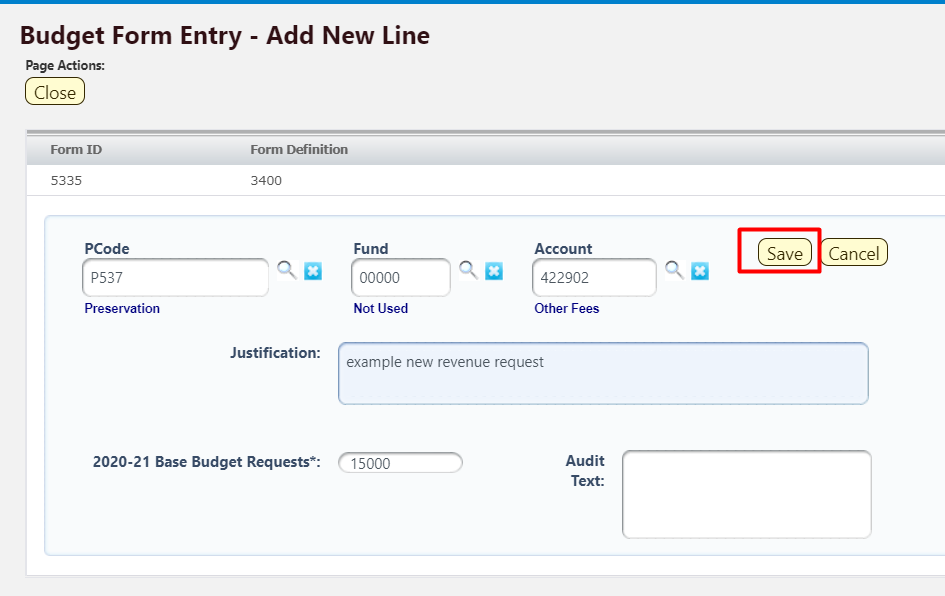 Budget Form Entry - Add New Line
Page Actions:
Close
Form ID Form Definition
5335 3400
PCode Fund Account
P537 00000 422902 Save Cancel
Preservation Not Used Other Fees
Justification: example new revenue request
2020-21 Base Budget Requests*: 15000 Audit
Text: